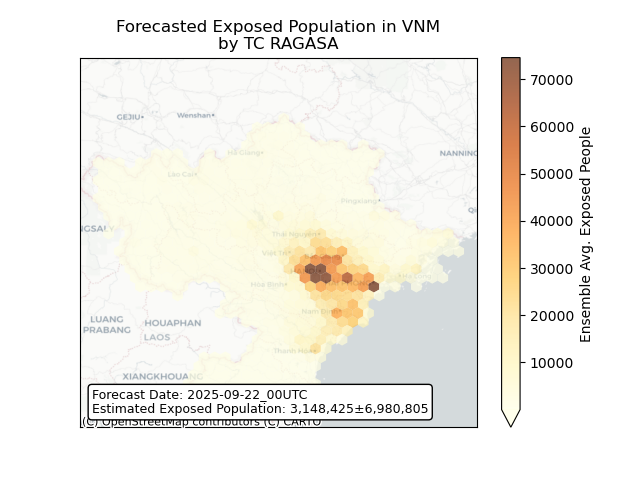 Forecasted Exposed Population in VNM
by TC RAGASA
GEJIU
Wenshan
Ha Giang
NANNING
Lao Cai
Pingxiang
Thai Nguyen
Viet Tri
Hoa Binh
Nam Dinh
LUANG
PRABANG
HOUAPHAN
LAOS
Thanh Hoa
XIANGKHOUANG
Forecast Date: 2025-09-22_00UTC
Estimated Exposed Population: 3,148,425±6,980,805
(C) OpenStreetMap contributors (C) CARTO
70000
60000
50000
40000
30000
20000
10000
Ensemble Avg. Exposed People